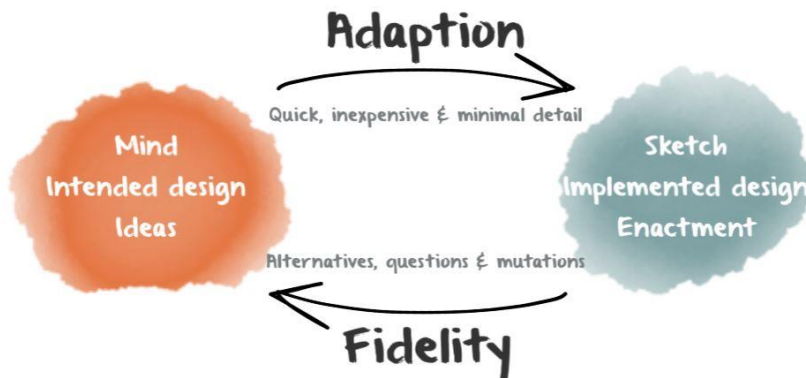 Adaption
Quick, inexpensive & minimal detail
Mind
Intended design
Ideas
Sketch
Implemented design
Enactment
Alternatives, questions & mutations
Fidelity